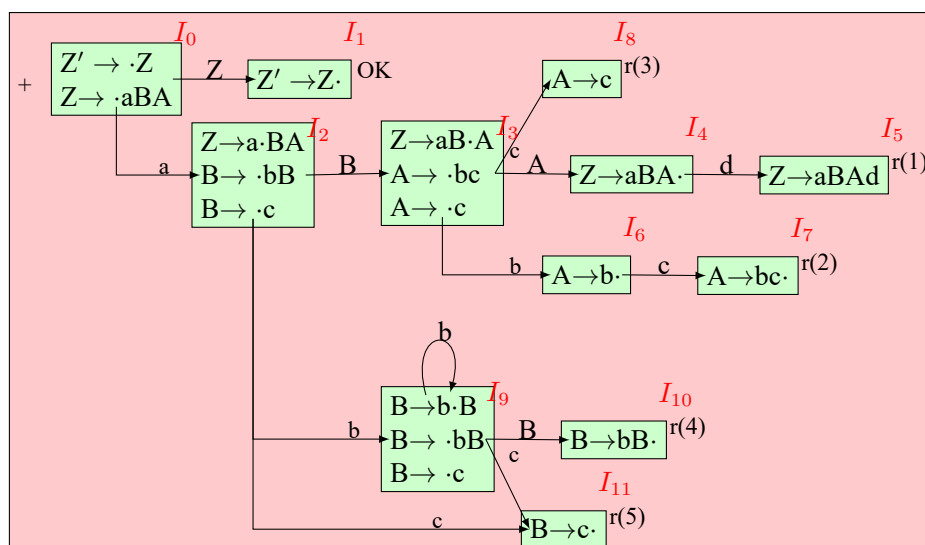 I₀ I₁ I₈
+
Z′ → ·Z
Z→ ·aBA
Z
Z′ →Z·
OK
A→c
r(3)
a
I₂
Z→a·BA
B→ ·bB
B→ ·c
B
I₃
Z→aB·A
A→ ·bc
A→ ·c
c
A
I₄
Z→aBA·
d
I₅
Z→aBAd
r(1)
b
I₆
A→b·
c
I₇
A→bc·
r(2)
b
b
I₉
B→b·B
B→ ·bB
B→ ·c
B
c
I₁₀
B→bB·
r(4)
c
I₁₁
B→c·
r(5)